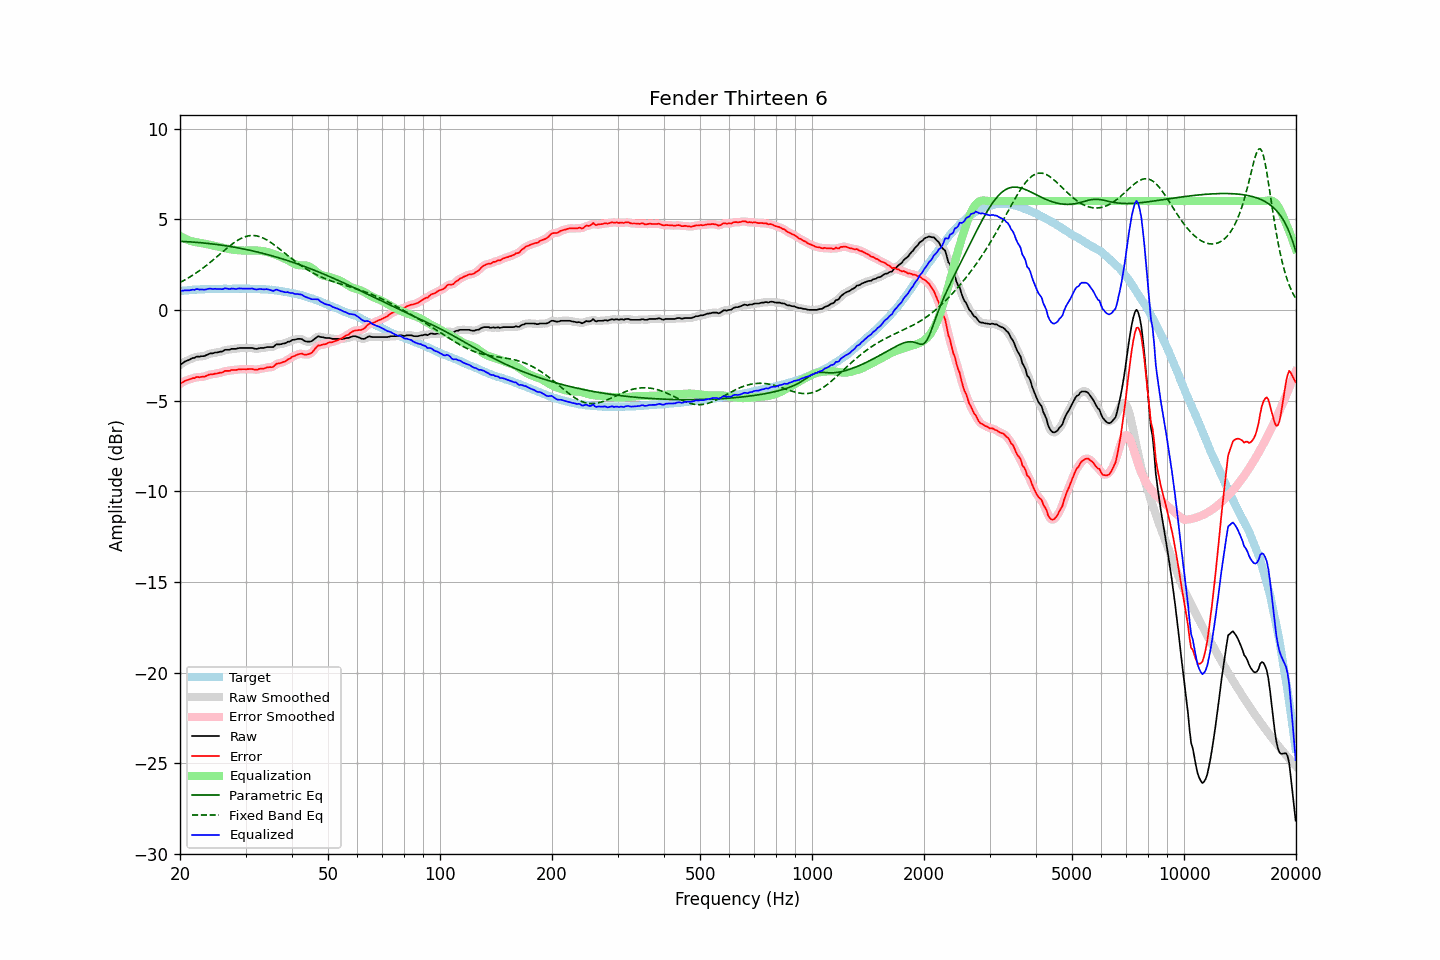 Fender Thirteen 6
10
5
0
−5
−10
−15
−20
−25
−30
Amplitude (dBr)
Target
Raw Smoothed
Error Smoothed
Raw
Error
Equalization
Parametric Eq
Fixed Band Eq
Equalized
20 50 100 200 500 1000 2000 5000 10000 20000
Frequency (Hz)